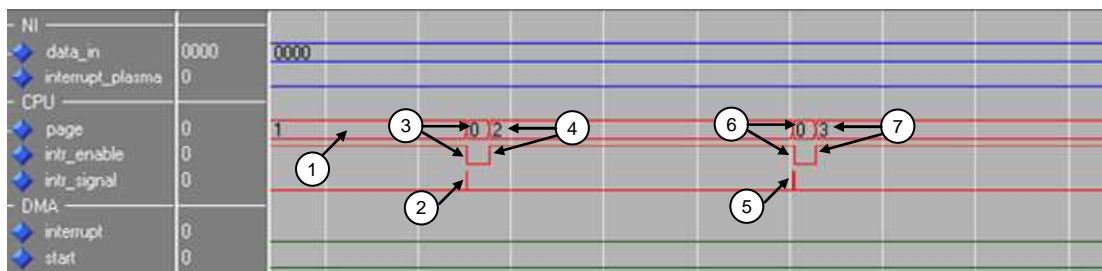 NI
data_in 0000 0000
interrupt_plasma 0
CPU
page 0 1 0 2 0 3
intr_enable 0
intr_signal 0
DMA
interrupt 0
start 0
3 4 6 7
1
2 5